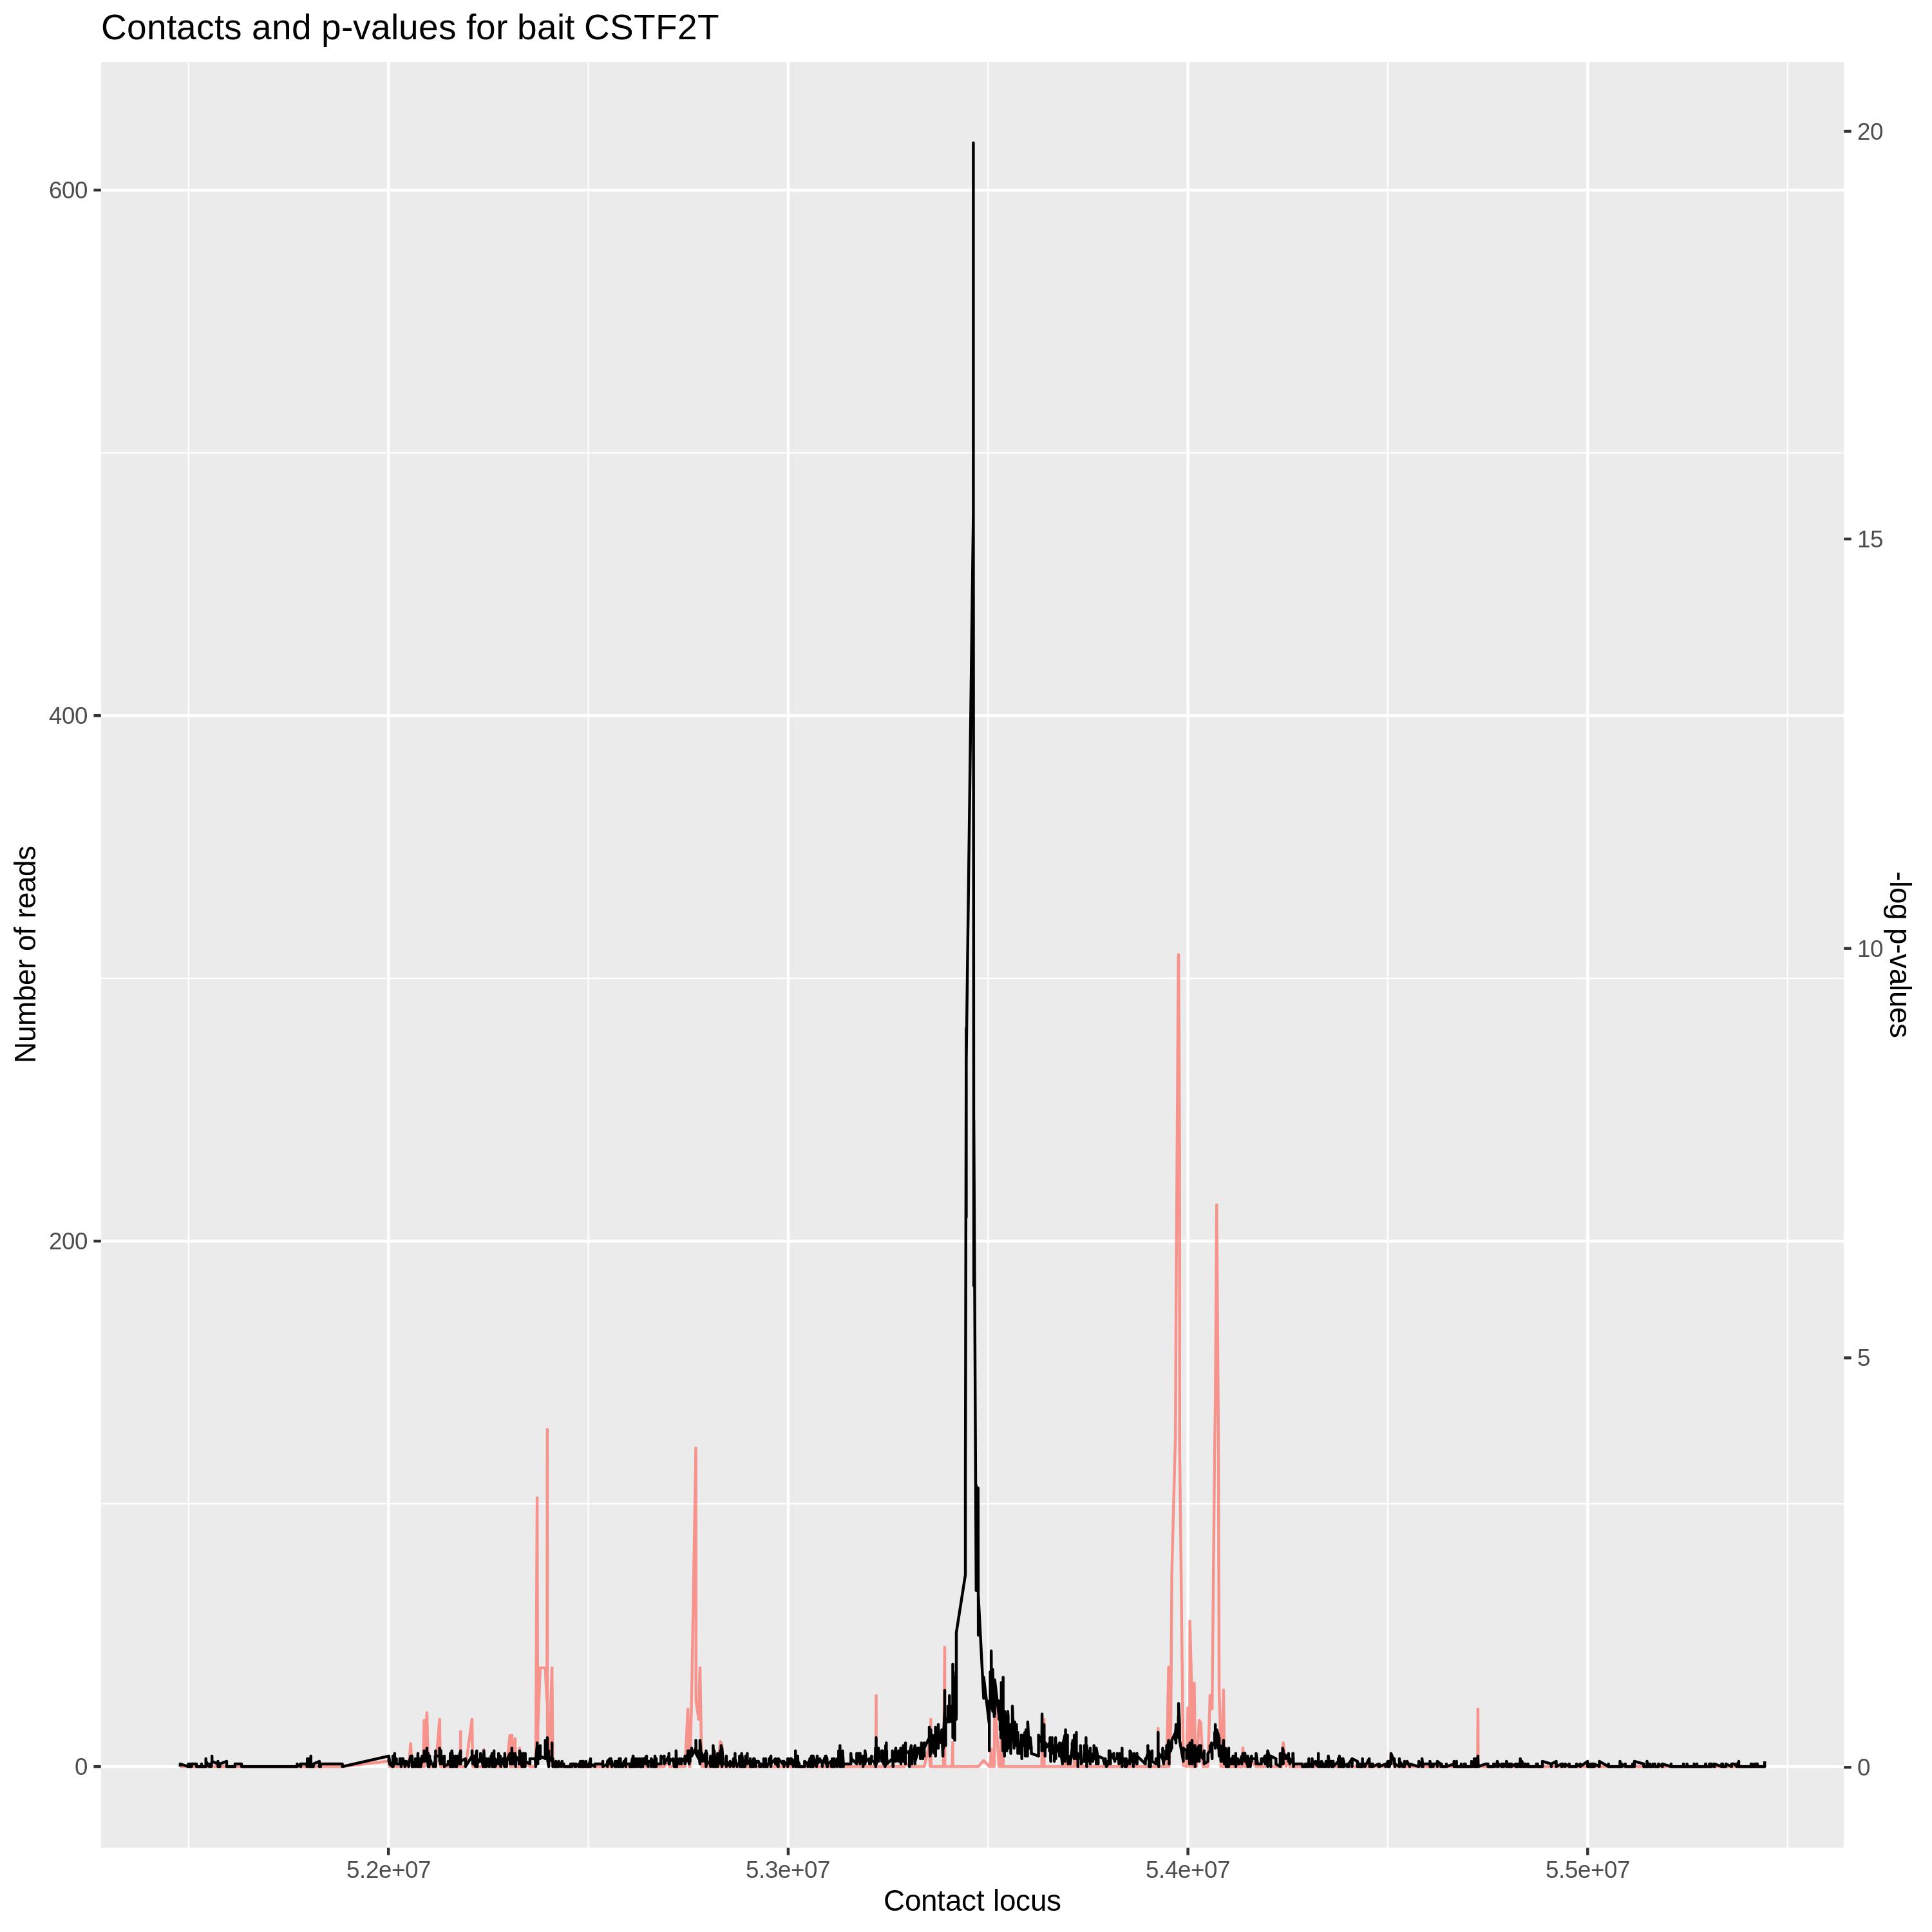 Contacts and p-values for bait CSTF2T
600
400
200
0
Number of reads
20
15
10
5
0
-log p-values
5.2e+07
5.3e+07
5.4e+07
5.5e+07
Contact locus